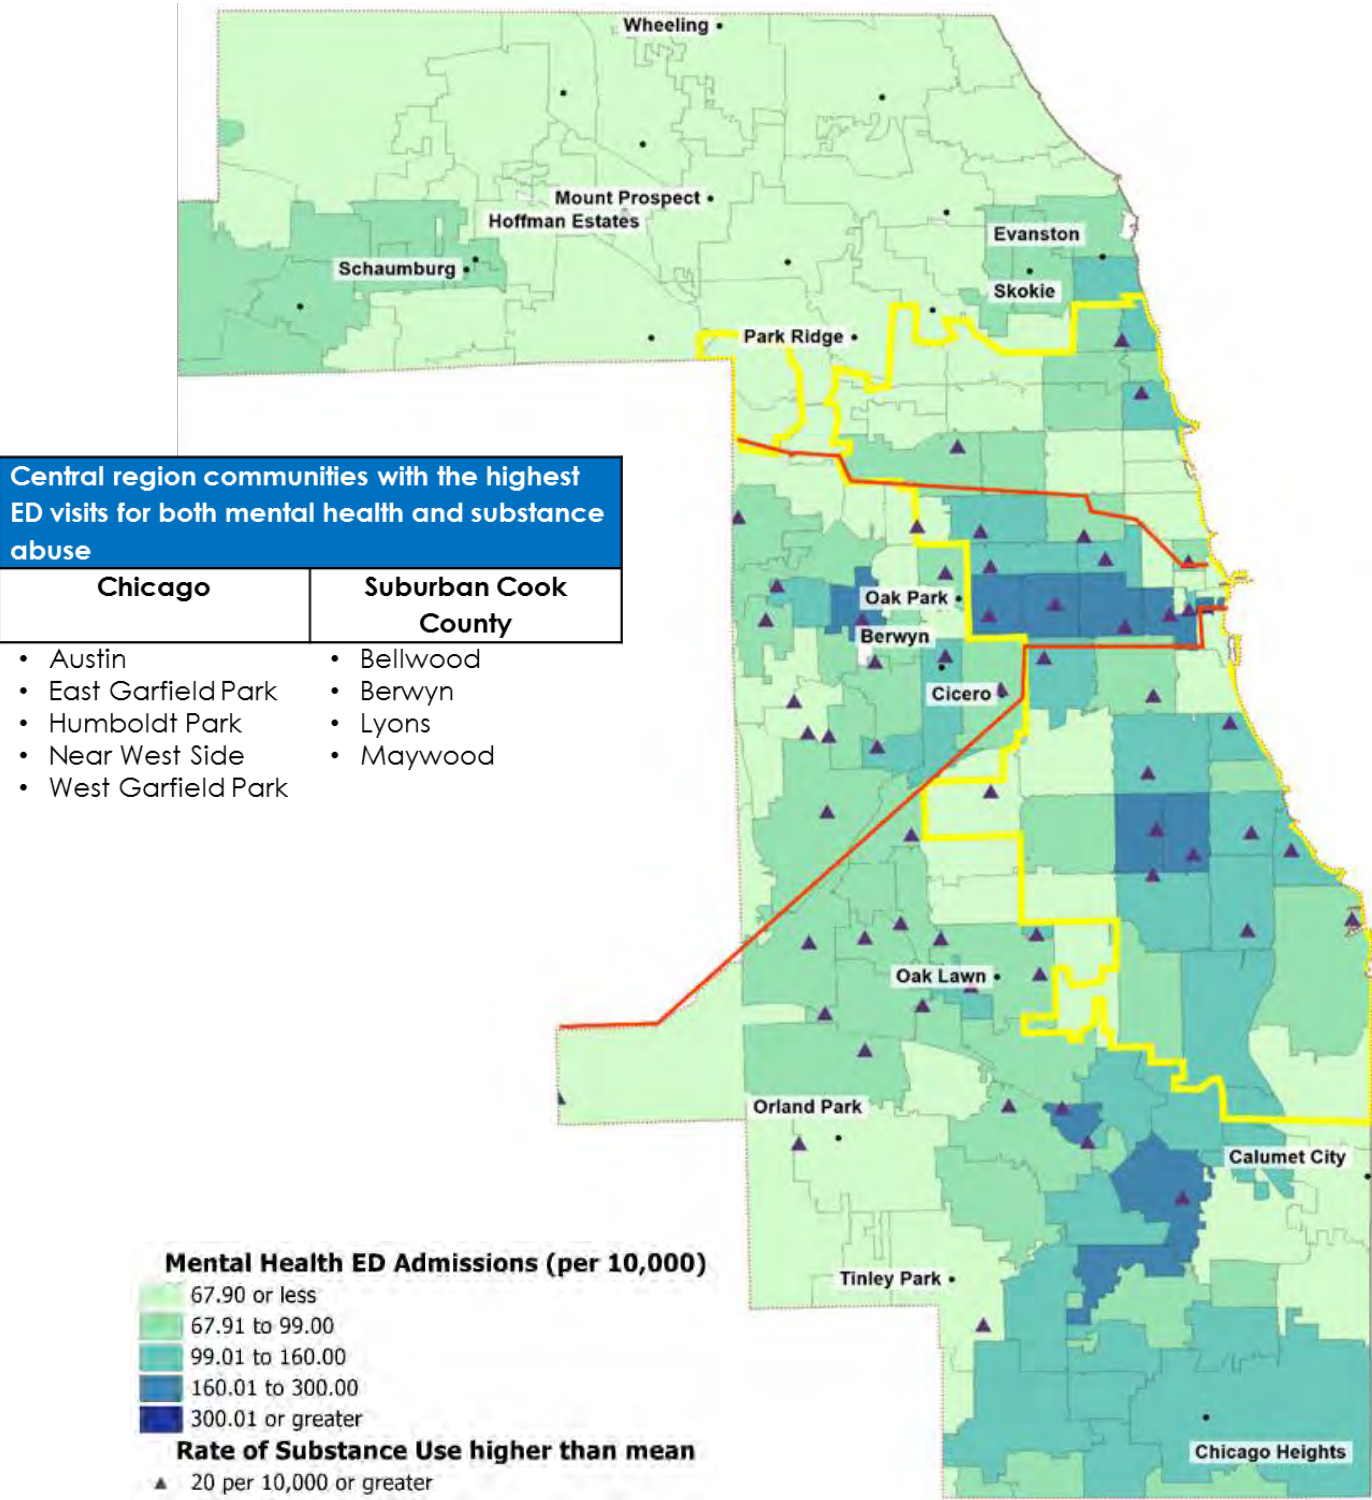 Wheeling
Mount Prospect
Hoffman Estates
Evanston
Schaumburg
Skokie
Park Ridge
Central region communities with the highest
ED visits for both mental health and substance
abuse
Chicago
Suburban Cook
County
• Austin
• East Garfield Park
• Humboldt Park
• Near West Side
• West Garfield Park
• Bellwood
• Berwyn
• Lyons
• Maywood
Oak Park
Berwyn
Cicero
Oak Lawn
Orland Park
Calumet City
Tinley Park
Chicago Heights
Mental Health ED Admissions (per 10,000)
67.90 or less
67.91 to 99.00
99.01 to 160.00
160.01 to 300.00
300.01 or greater
Rate of Substance Use higher than mean
20 per 10,000 or greater